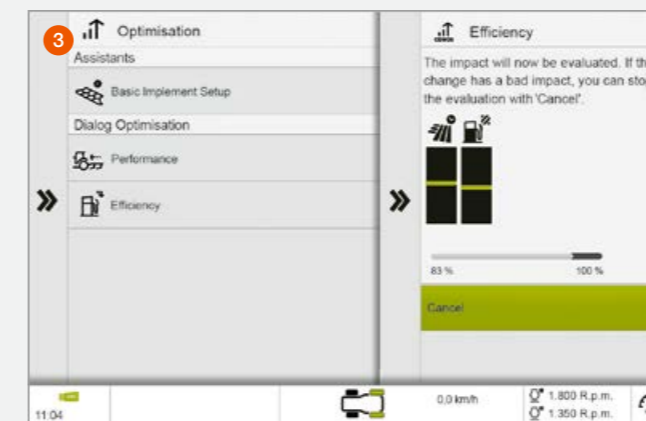 3
Optimisation
Assistants
Basic Implement Setup
Dialog Optimisation
Performance
Efficiency
Efficiency
The impact will now be evaluated. If th
change has a bad impact, you can sto
the evaluation with 'Cancel'.
83 %
100 %
Cancel
11:04
0,0 km/h
1.800 R.p.m.
1.350 R.p.m.